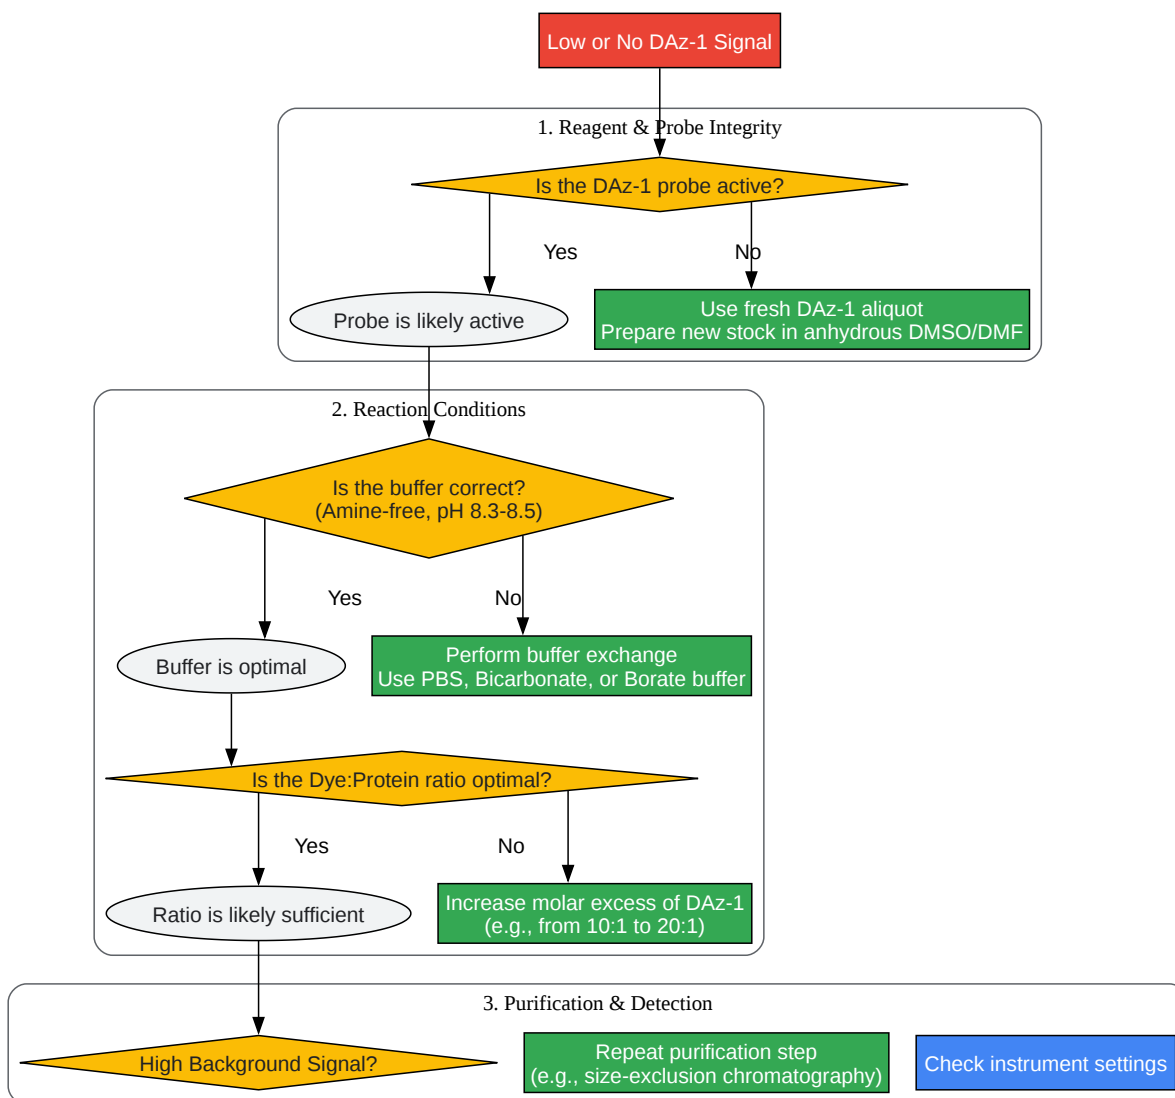 Low or No DAz-1 Signal
1. Reagent & Probe Integrity
Is the DAz-1 probe active?
Yes
No
Probe is likely active
Use fresh DAz-1 aliquot
Prepare new stock in anhydrous DMSO/DMF
2. Reaction Conditions
Is the buffer correct?
(Amine-free, pH 8.3-8.5)
Yes
No
Buffer is optimal
Perform buffer exchange
Use PBS, Bicarbonate, or Borate buffer
Is the Dye:Protein ratio optimal?
Yes
No
Ratio is likely sufficient
Increase molar excess of DAz-1
(e.g., from 10:1 to 20:1)
3. Purification & Detection
High Background Signal?
Repeat purification step
(e.g., size-exclusion chromatography)
Check instrument settings